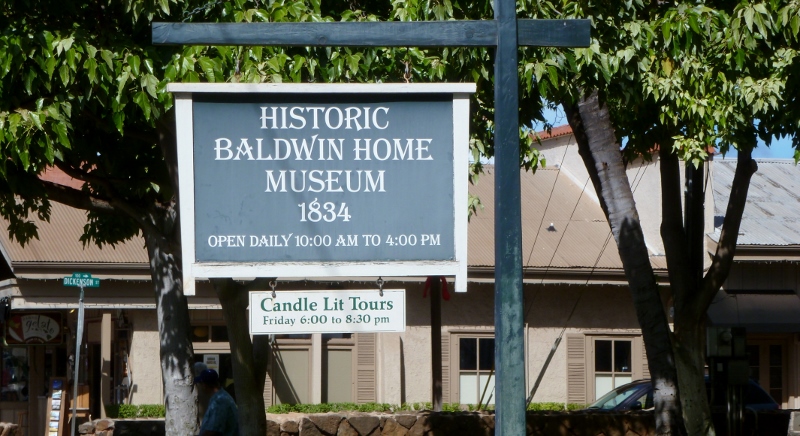 HISTORIC
BALDWIN HOME
MUSEUM
1834
OPEN DAILY 10:00 AM TO 4:00 PM
Candle Lit Tours
Friday 6:00 to 8:30 pm
DICKENSON